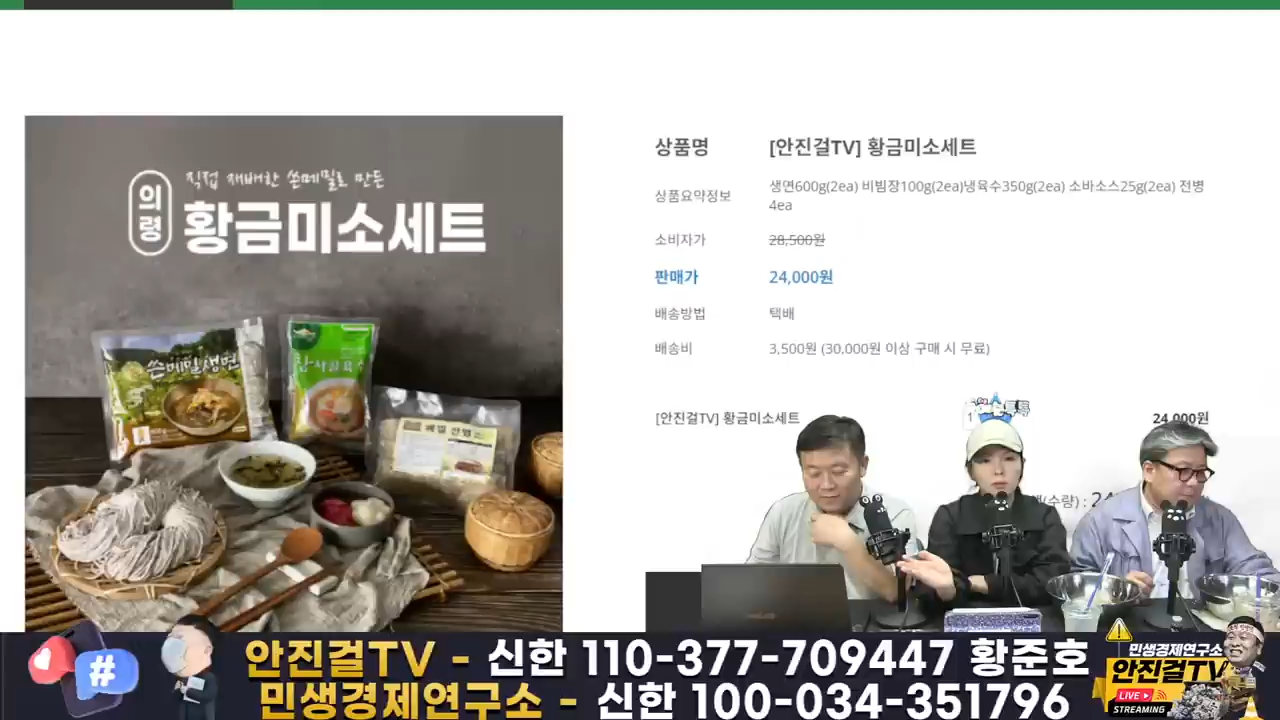 의령
직접 재배한 쓴메밀로 만든
황금미소세트
쓴메밀생면
상품명 [안진걸TV] 황금미소세트
상품요약정보 생면600g(2ea) 비빔장100g(2ea)냉육수350g(2ea) 소바소스25g(2ea) 전병
4ea
소비자가 28,500원
판매가 24,000원
배송방법 택배
배송비 3,500원 (30,000원 이상 구매 시 무료)
[안진걸TV] 황금미소세트 24,000원
(수량) : 24
#
안진걸TV - 신한 110-377-709447 황준호
민생경제연구소 - 신한 100-034-351796
민생경제연구소
안진걸TV
LIVE
STREAMING